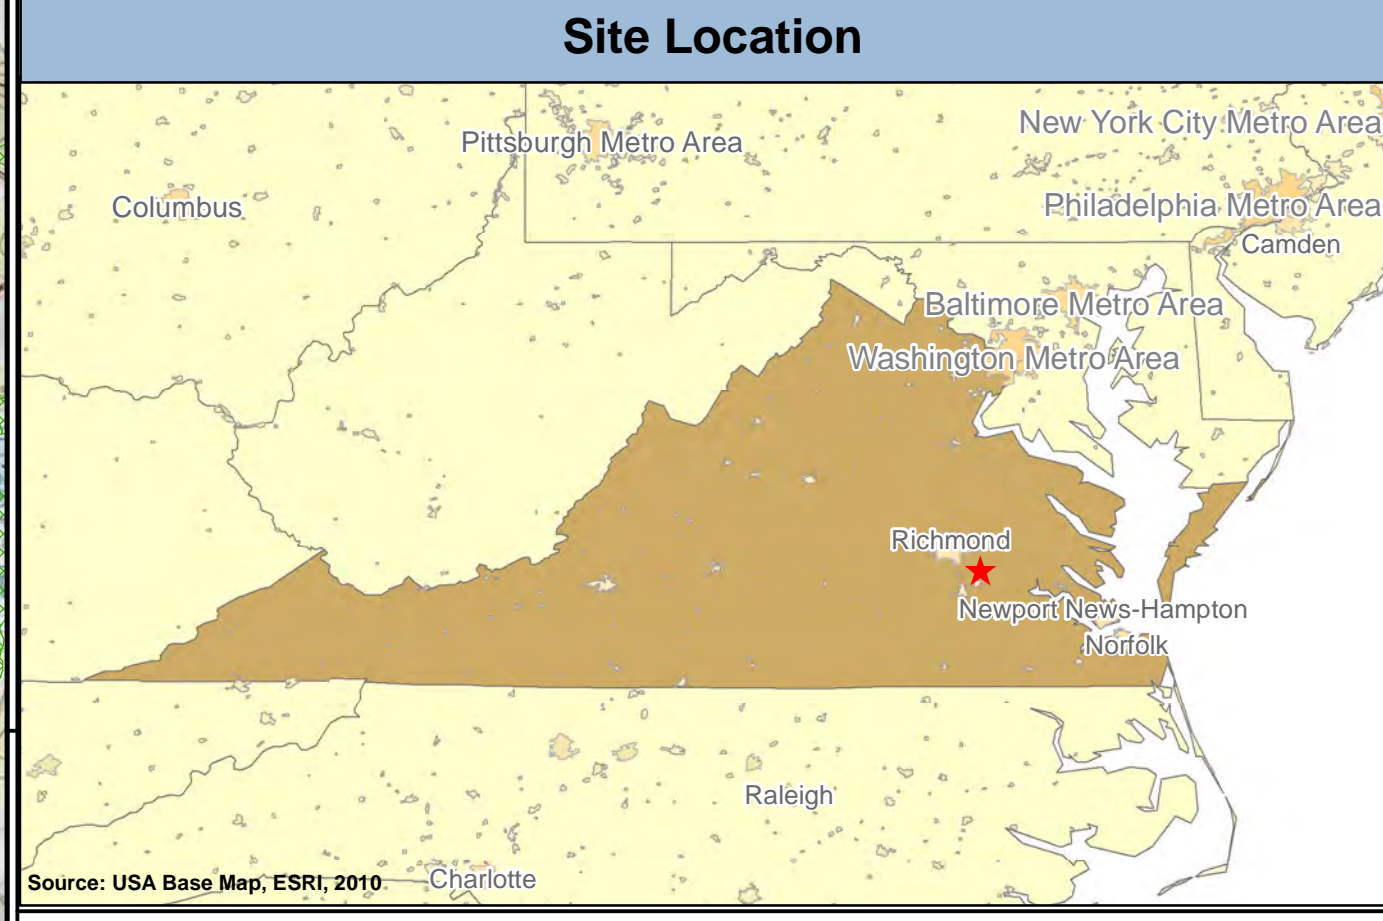 Site Location
New York City Metro Area
Pittsburgh Metro Area
Columbus
Philadelphia Metro Area
Camden
Baltimore Metro Area
Washington Metro Area
Richmond
Newport News-Hampton
Norfolk
Raleigh
Charlotte
Source: USA Base Map, ESRI, 2010